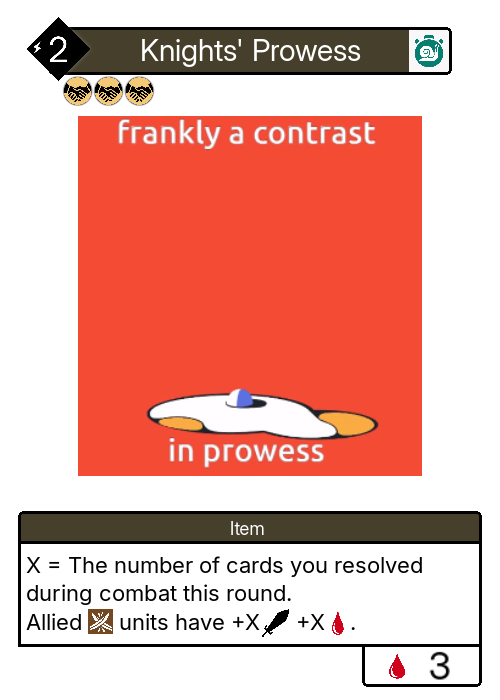 2
Knights' Prowess
frankly a contrast
in prowess
Item
X = The number of cards you resolved
during combat this round.
Allied units have +X +X .
3